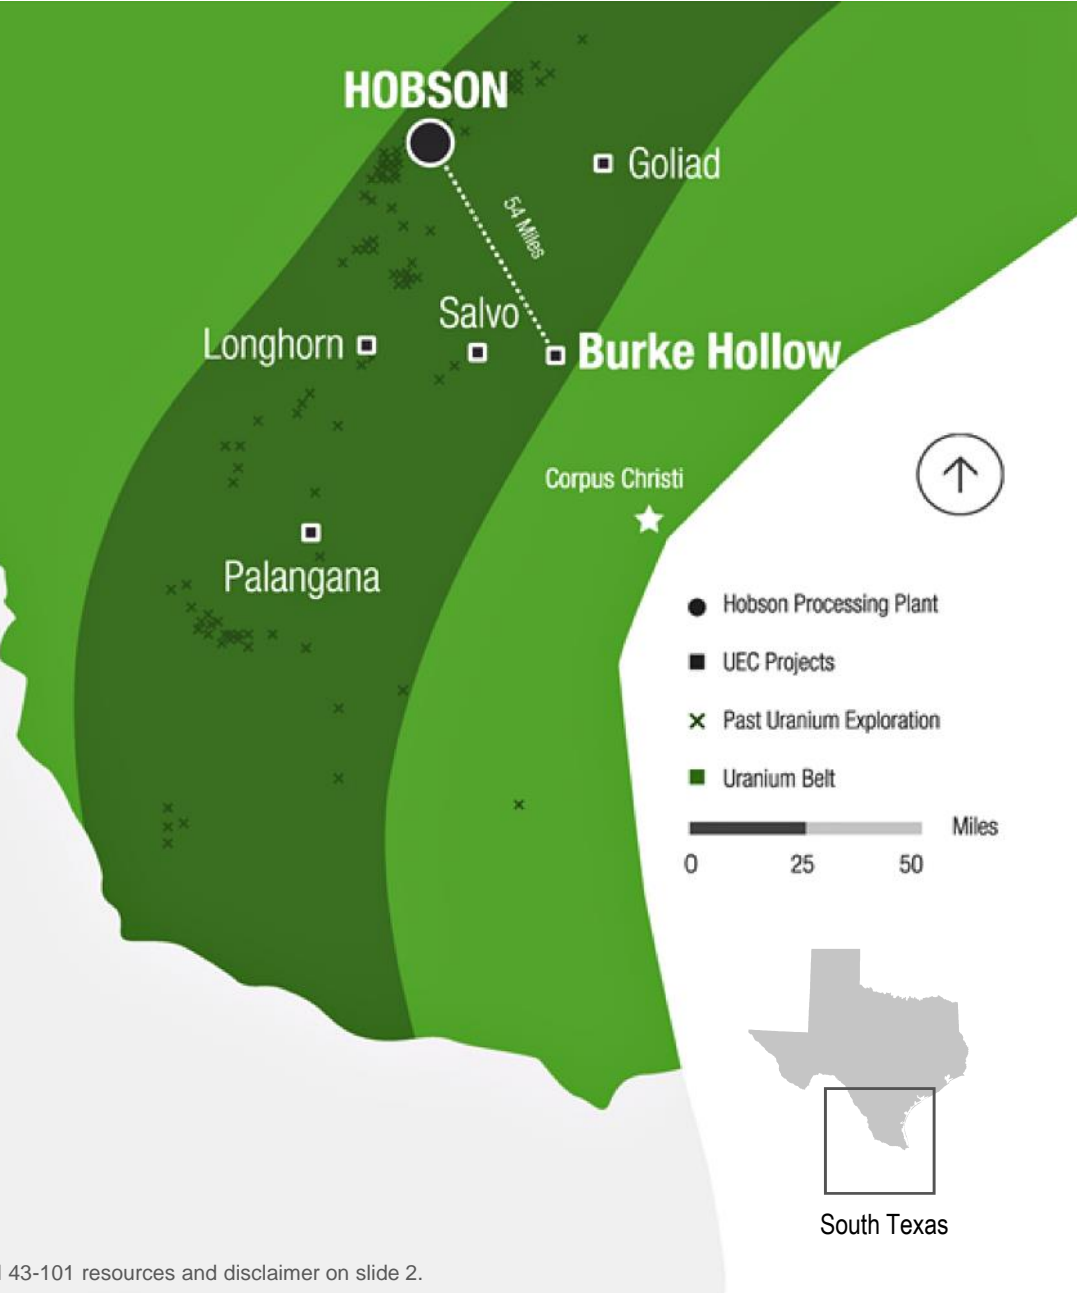 HOBSON
Goliad
54 Miles
Salvo
Longhorn
Burke Hollow
Corpus Christi
Palangana
Hobson Processing Plant
UEC Projects
Past Uranium Exploration
Uranium Belt
Miles
0 25 50
South Texas
43-101 resources and disclaimer on slide 2.